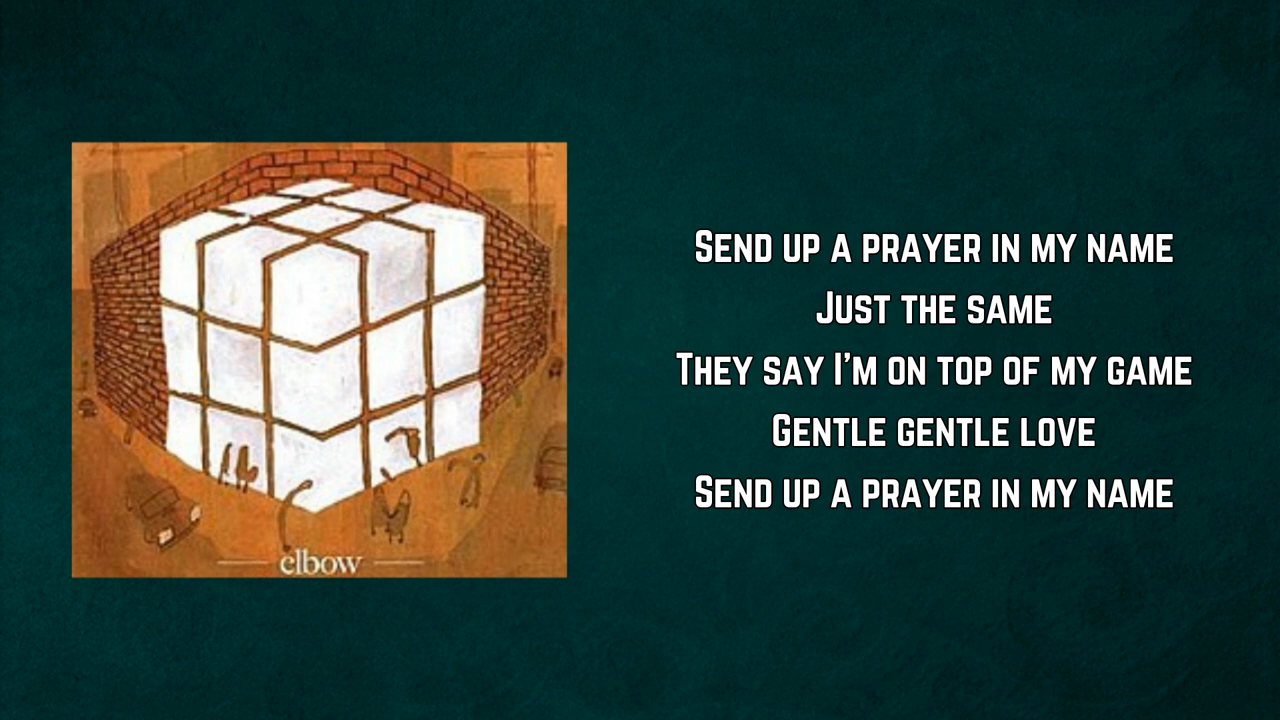 elbow
SEND UP A PRAYER IN MY NAME
JUST THE SAME
THEY SAY I'M ON TOP OF MY GAME
GENTLE GENTLE LOVE
SEND UP A PRAYER IN MY NAME